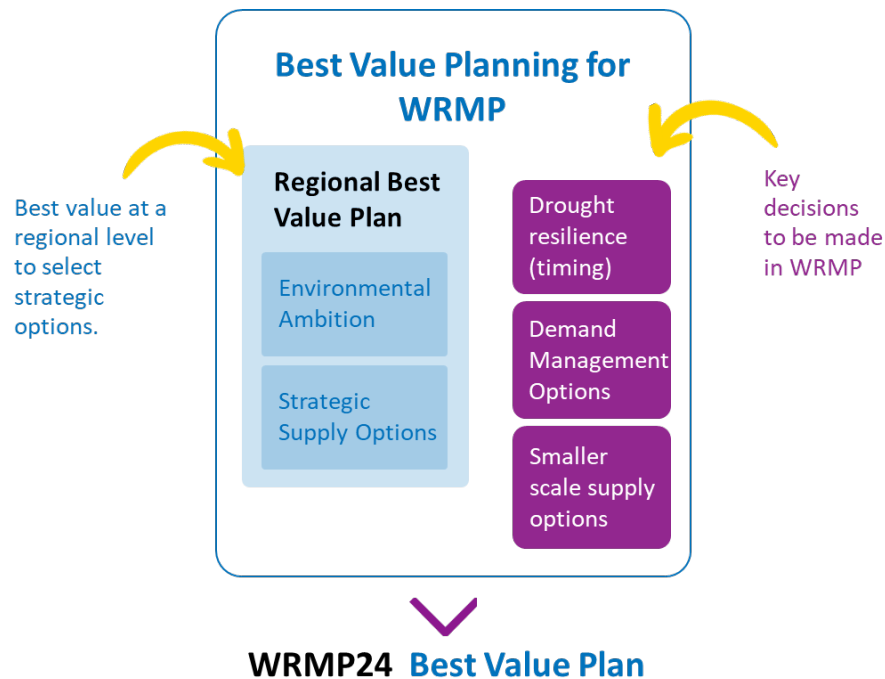 Best Value Planning for
WRMP
Best value at a
regional level
to select
strategic
options.
Regional Best
Value Plan
Environmental
Ambition
Strategic
Supply Options
Drought
resilience
(timing)
Demand
Management
Options
Smaller
scale supply
options
Key
decisions
to be made
in WRMP
WRMP24 Best Value Plan